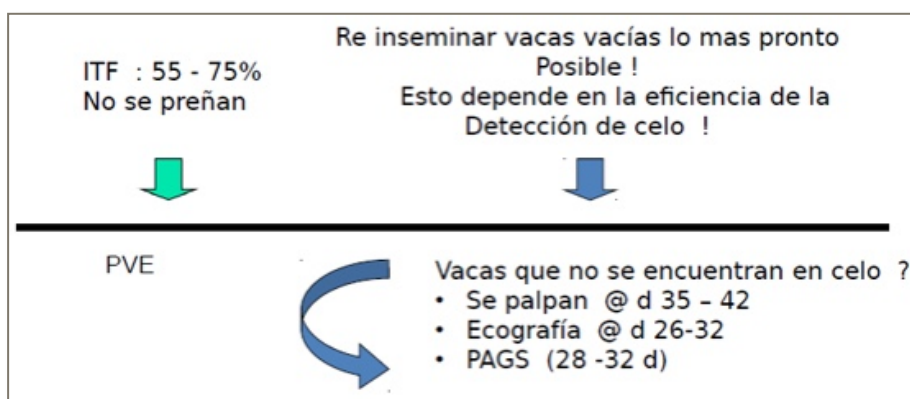 ITF : 55 - 75%
No se preñan
Re inseminar vacas vacías lo mas pronto
Posible !
Esto depende en la eficiencia de la
Detección de celo !
PVE
Vacas que no se encuentran en celo ?
• Se palpan @ d 35 – 42
• Ecografía @ d 26-32
• PAGS (28 -32 d)